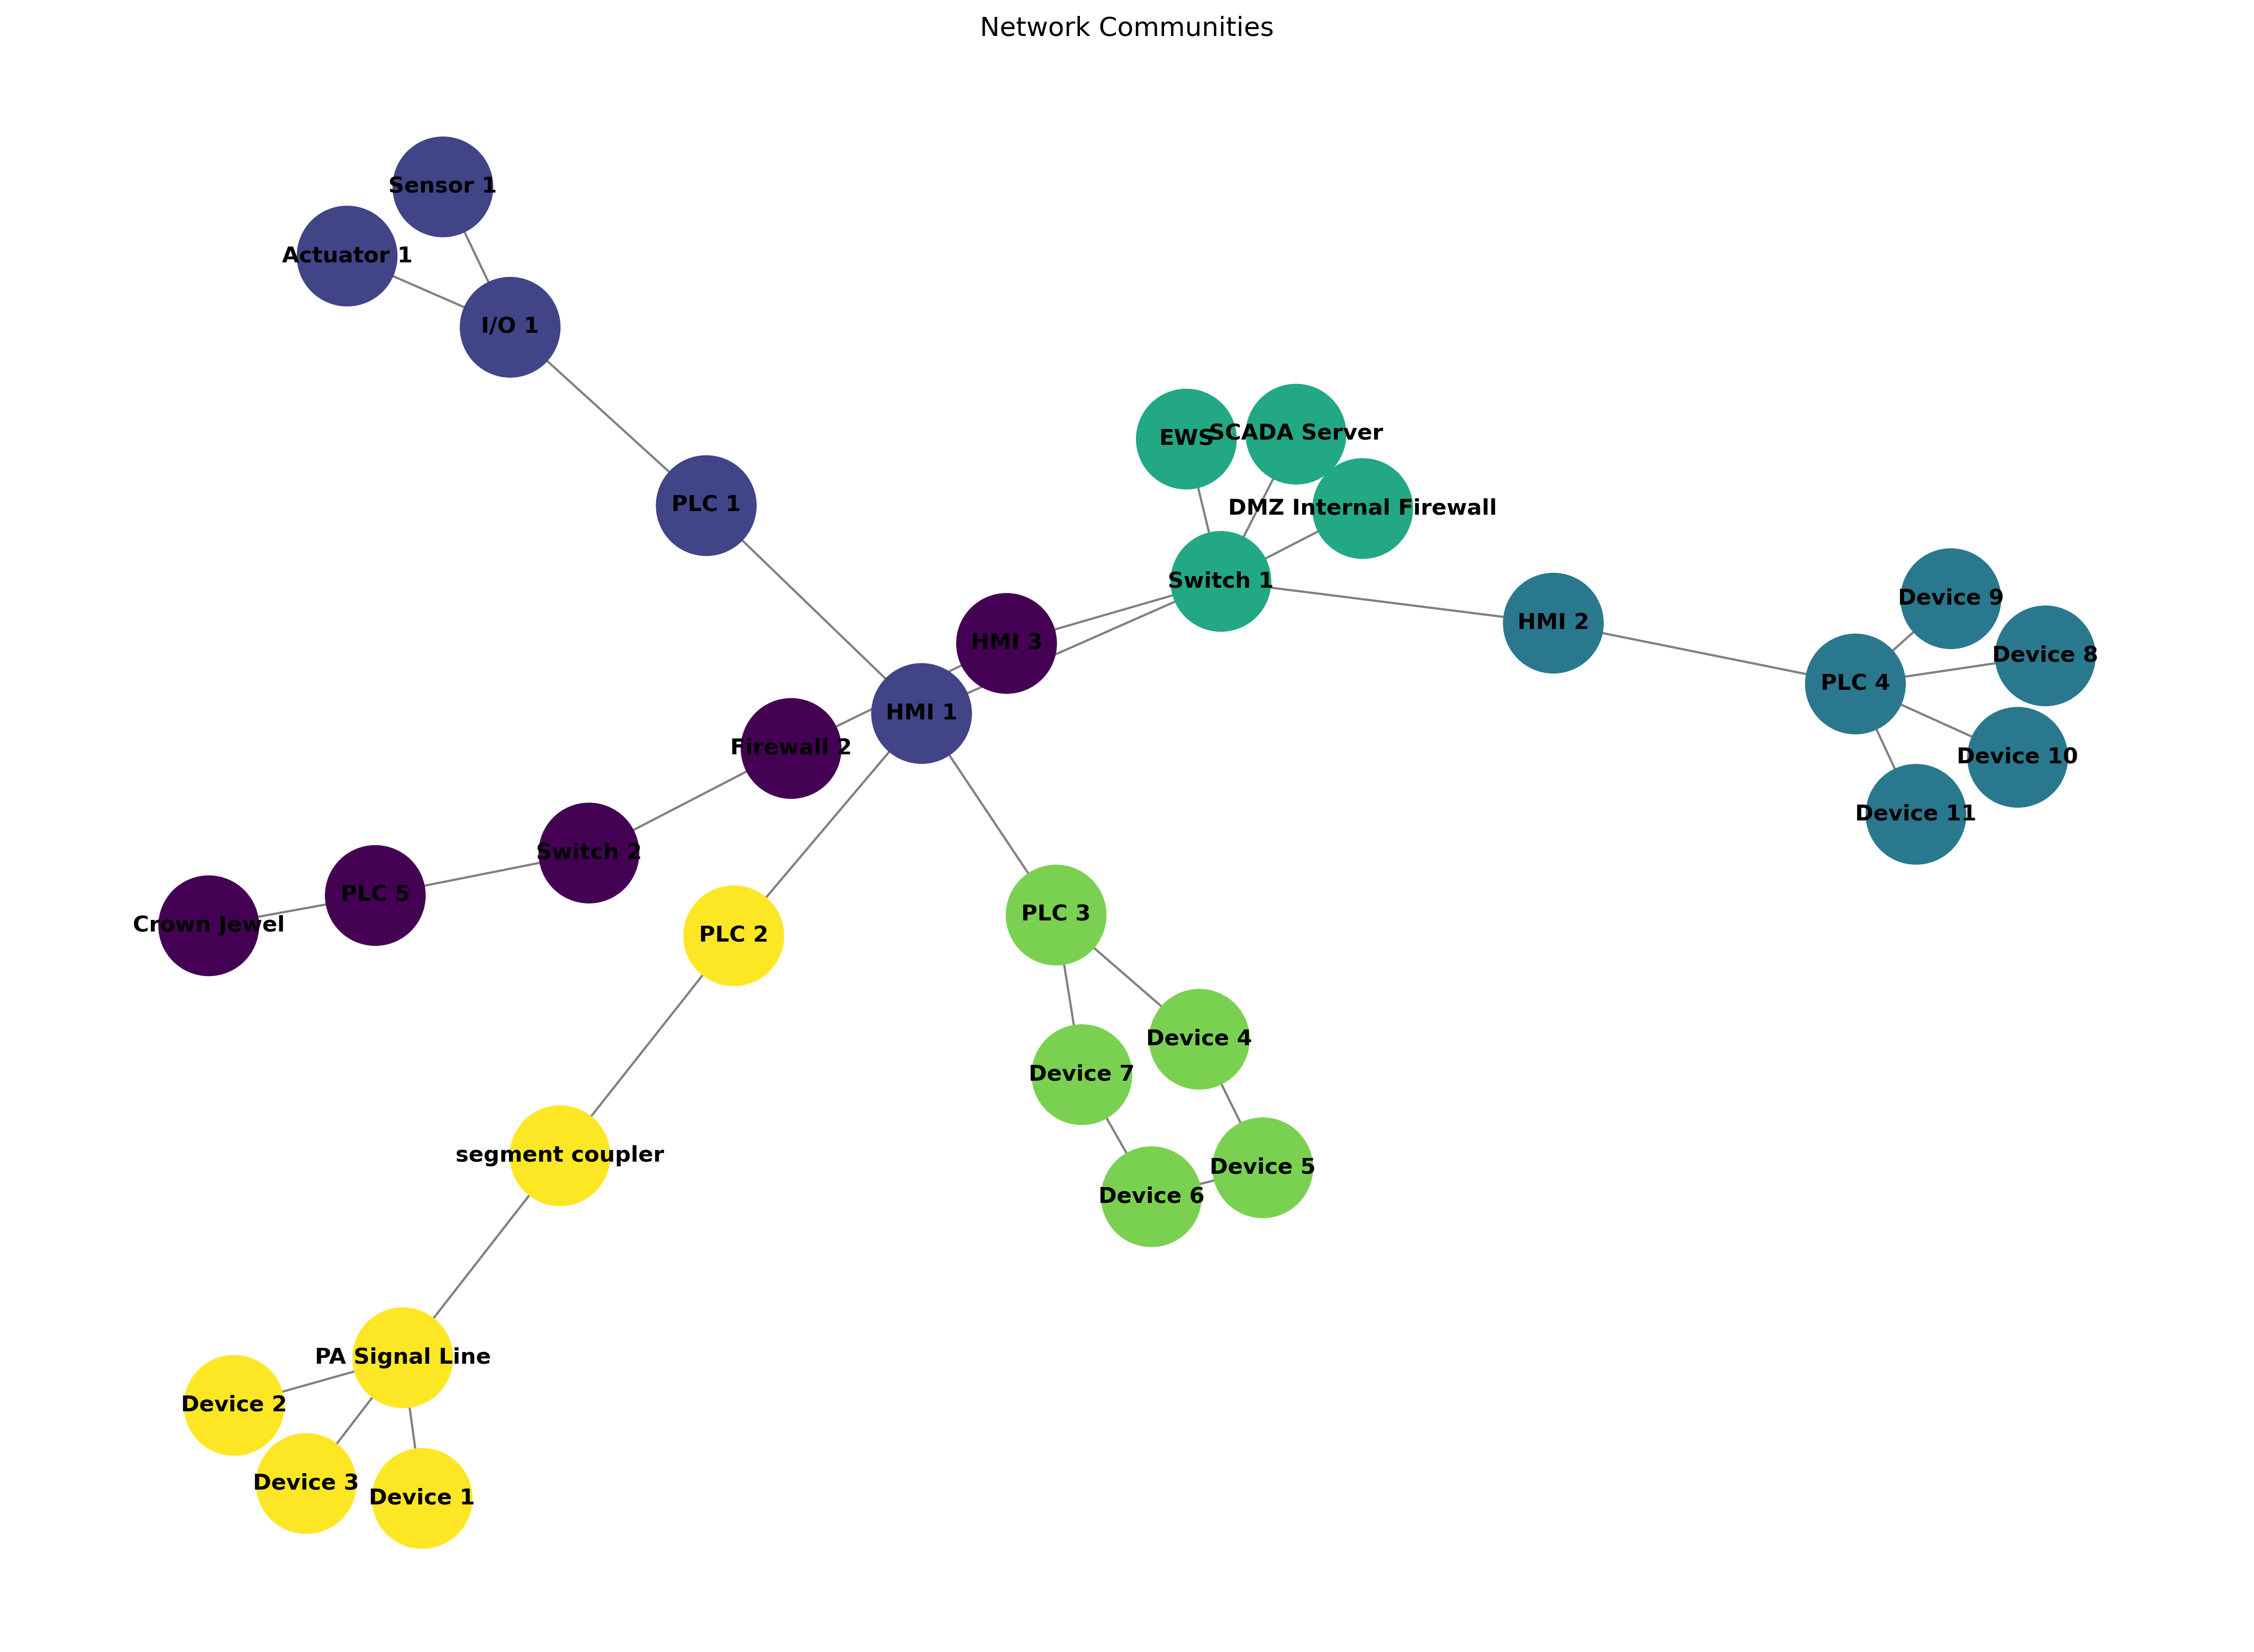 Network Communities
Sensor 1
Actuator 1
I/O 1
EWS
SCADA Server
PLC 1
DMZ Internal Firewall
Switch 1
Device 9
HMI 2
HMI 3
Device 8
PLC 4
HMI 1
Firewall 2
Device 10
Device 11
Switch 2
PLC 5
PLC 3
Crown Jewel
PLC 2
Device 4
Device 7
segment coupler
Device 5
Device 6
PA Signal Line
Device 2
Device 3
Device 1